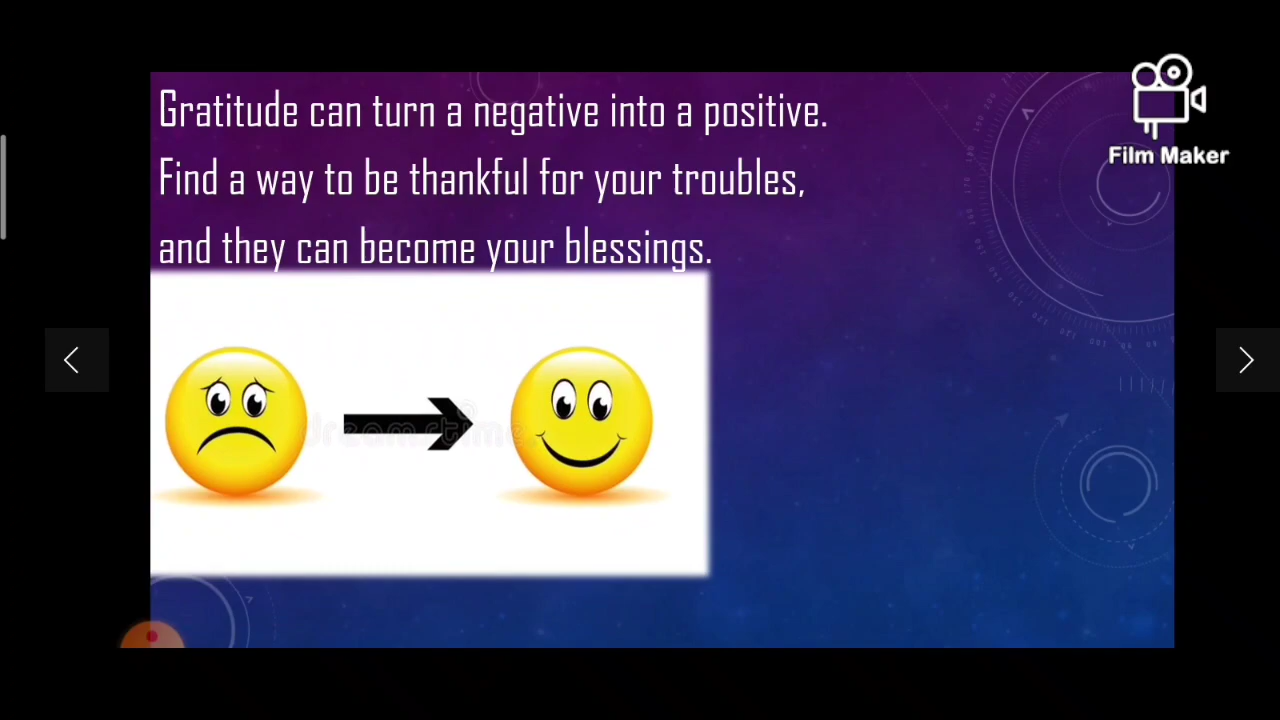 Gratitude can turn a negative into a positive.
Find a way to be thankful for your troubles,
and they can become your blessings.
Film Maker
dreamstime